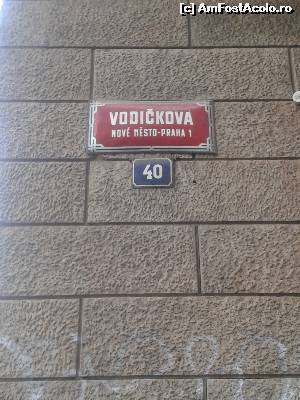 (c) AmFostAcolo.ro
VODIČKOVA
NOVÉ MĚSTO-PRAHA 1
40